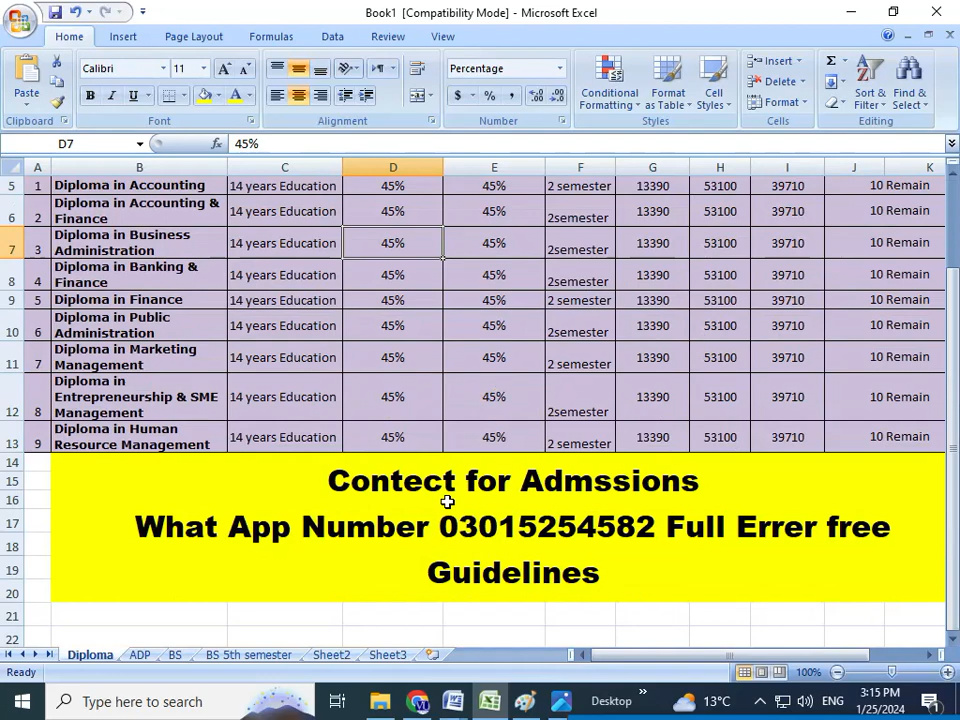 Book1 [Compatibility Mode] - Microsoft Excel
Home Insert Page Layout Formulas Data Review View
Paste Calibri 11 A A Percentage Conditional Formatting Format as Table Cell Styles Insert Delete Format Σ Sort & Filter Find & Select
B I U A $ % ,
Clipboard Font Alignment Number Styles Cells Editing
D7 fx 45%
A B C D E F G H I J K
5 1 Diploma in Accounting 14 years Education 45% 45% 2 semester 13390 53100 39710 10 Remain
6 2 Diploma in Accounting & Finance 14 years Education 45% 45% 2semester 13390 53100 39710 10 Remain
7 3 Diploma in Business Administration 14 years Education 45% 45% 2semester 13390 53100 39710 10 Remain
8 4 Diploma in Banking & Finance 14 years Education 45% 45% 2semester 13390 53100 39710 10 Remain
9 5 Diploma in Finance 14 years Education 45% 45% 2 semester 13390 53100 39710 10 Remain
10 6 Diploma in Public Administration 14 years Education 45% 45% 2semester 13390 53100 39710 10 Remain
11 7 Diploma in Marketing Management 14 years Education 45% 45% 2 semester 13390 53100 39710 10 Remain
12 8 Diploma in Entrepreneurship & SME Management 14 years Education 45% 45% 2semester 13390 53100 39710 10 Remain
13 9 Diploma in Human Resource Management 14 years Education 45% 45% 2 semester 13390 53100 39710 10 Remain
14
15 Contect for Admssions
16
17 What App Number 03015254582 Full Errer free
18
19 Guidelines
20
21
22
Diploma ADP BS BS 5th semester Sheet2 Sheet3
Ready 100%
Type here to search Desktop 13°C ENG 3:15 PM
1/25/2024 1